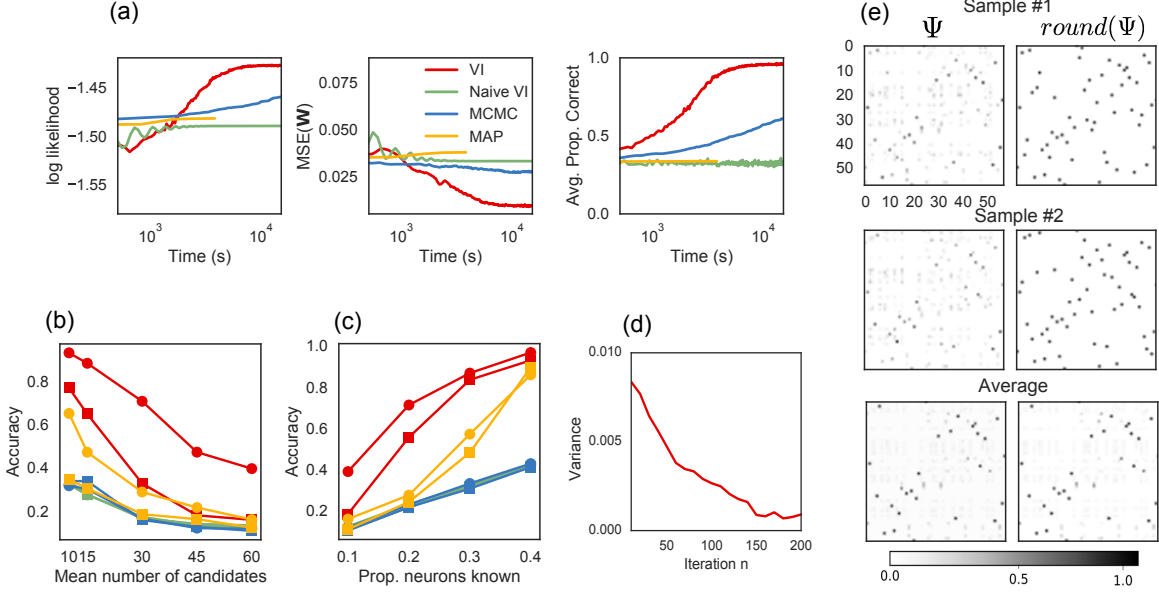 (a)
−1.45
−1.50
−1.55
log likelihood
10³
10⁴
Time (s)
0.075
0.050
0.025
MSE(W)
VI
Naive VI
MCMC
MAP
10³
10⁴
Time (s)
1.0
0.5
0.0
Avg. Prop. Correct
10³
10⁴
Time (s)
(b)
0.8
0.6
0.4
0.2
Accuracy
10 15 30 45 60
Mean number of candidates
(c)
1.0
0.8
0.6
0.4
0.2
Accuracy
0.1 0.2 0.3 0.4
Prop. neurons known
(d)
0.010
0.005
0.000
Variance
50 100 150 200
Iteration n
(e)
Sample #1
Ψ round(Ψ)
0
10
20
30
40
50
0 10 20 30 40 50
Sample #2
Average
0.0 0.5 1.0